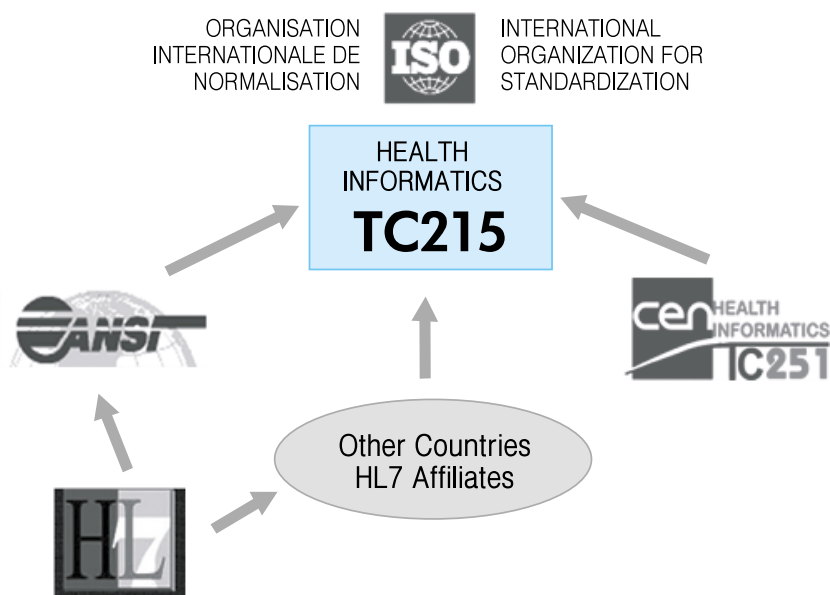 ORGANISATION
INTERNATIONALE DE
NORMALISATION
ISO
INTERNATIONAL
ORGANIZATION FOR
STANDARDIZATION
HEALTH
INFORMATICS
TC215
ANSI
cen
HEALTH
INFORMATICS
TC251
Other Countries
HL7 Affiliates
HL7